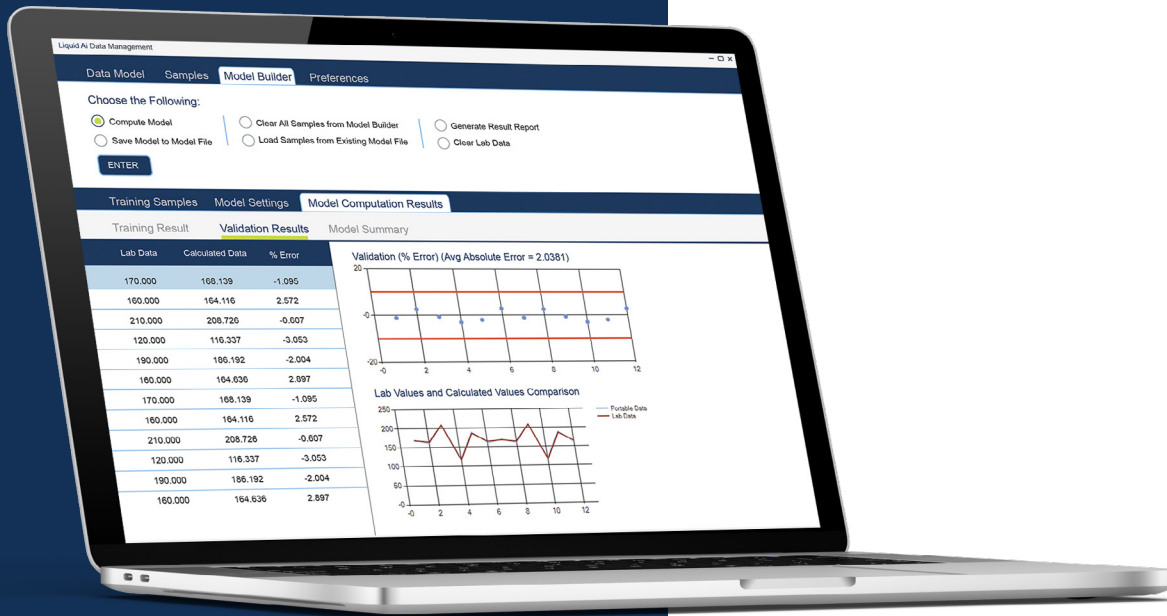 Liquid Ai Data Management
Data Model Samples Model Builder Preferences
Choose the Following:
Compute Model Clear All Samples from Model Builder Generate Result Report
Save Model to Model File Load Samples from Existing Model File Clear Lab Data
ENTER
Training Samples Model Settings Model Computation Results
Training Result Validation Results Model Summary
Lab Data Calculated Data % Error
170.000 168.139 -1.095
160.000 164.116 2.572
210.000 208.726 -0.607
120.000 116.337 -3.053
190.000 186.192 -2.004
160.000 164.636 2.897
170.000 168.139 -1.095
160.000 164.116 2.572
210.000 208.726 -0.607
120.000 116.337 -3.053
190.000 186.192 -2.004
160.000 164.636 2.897
Validation (% Error) (Avg Absolute Error = 2.0381)
20
-0
-20
-0 2 4 6 8 10 12
Lab Values and Calculated Values Comparison
250
200
150
100
50
-0
-0 2 4 6 8 10 12
Portable Data
Lab Data